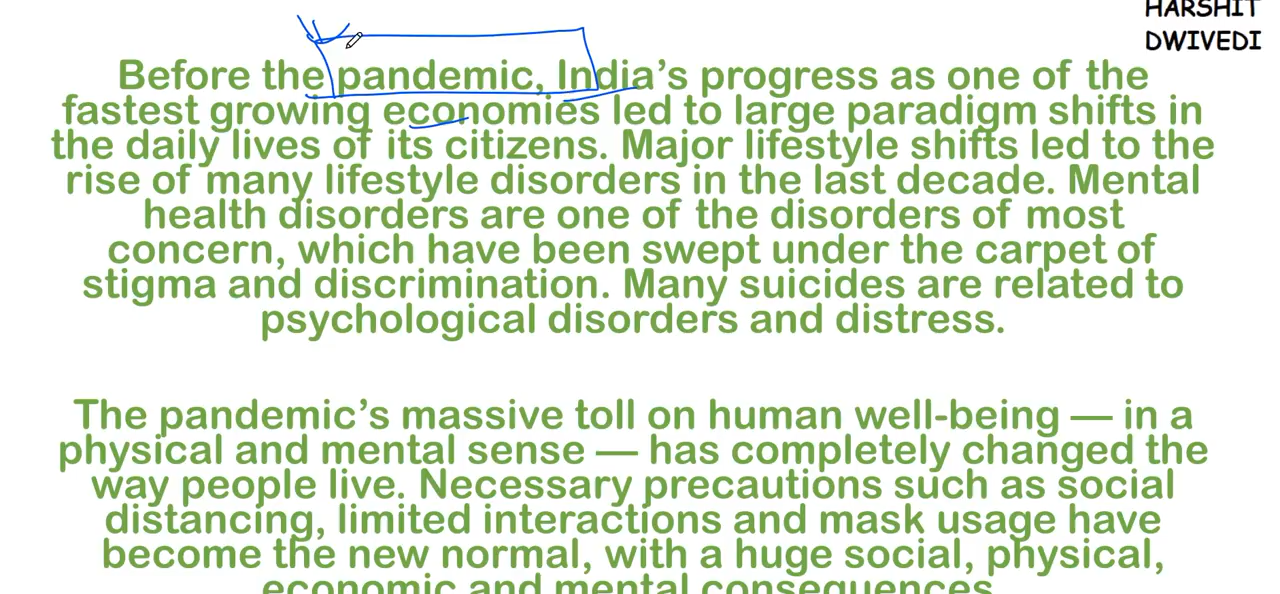 HARSHIT
DWIVEDI
Before the pandemic, India’s progress as one of the
fastest growing economies led to large paradigm shifts in
the daily lives of its citizens. Major lifestyle shifts led to the
rise of many lifestyle disorders in the last decade. Mental
health disorders are one of the disorders of most
concern, which have been swept under the carpet of
stigma and discrimination. Many suicides are related to
psychological disorders and distress.
The pandemic’s massive toll on human well-being — in a
physical and mental sense — has completely changed the
way people live. Necessary precautions such as social
distancing, limited interactions and mask usage have
become the new normal, with a huge social, physical,
economic and mental consequences